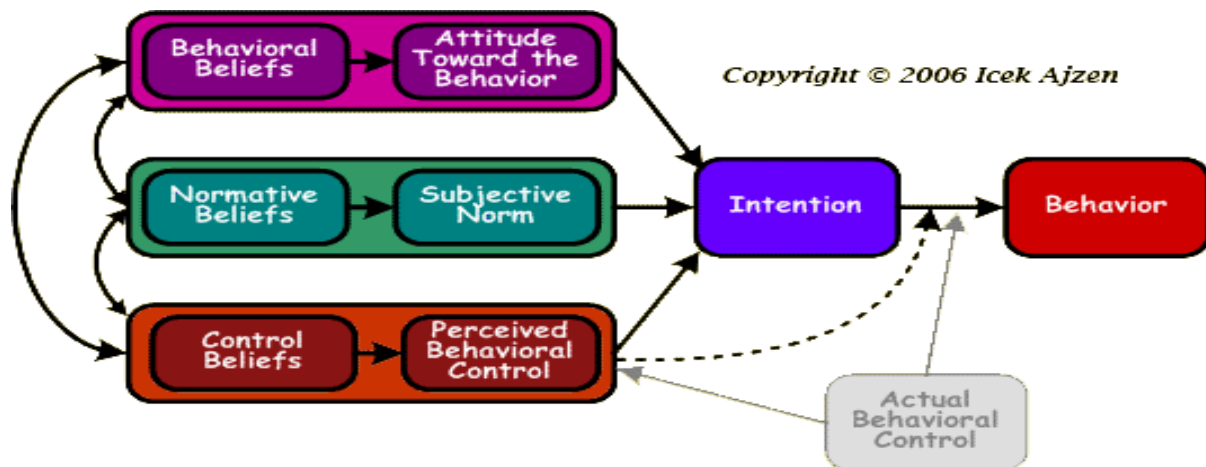 Behavioral
Beliefs
Attitude
Toward the
Behavior
Copyright © 2006 Icek Ajzen
Normative
Beliefs
Subjective
Norm
Intention
Behavior
Control
Beliefs
Perceived
Behavioral
Control
Actual
Behavioral
Control